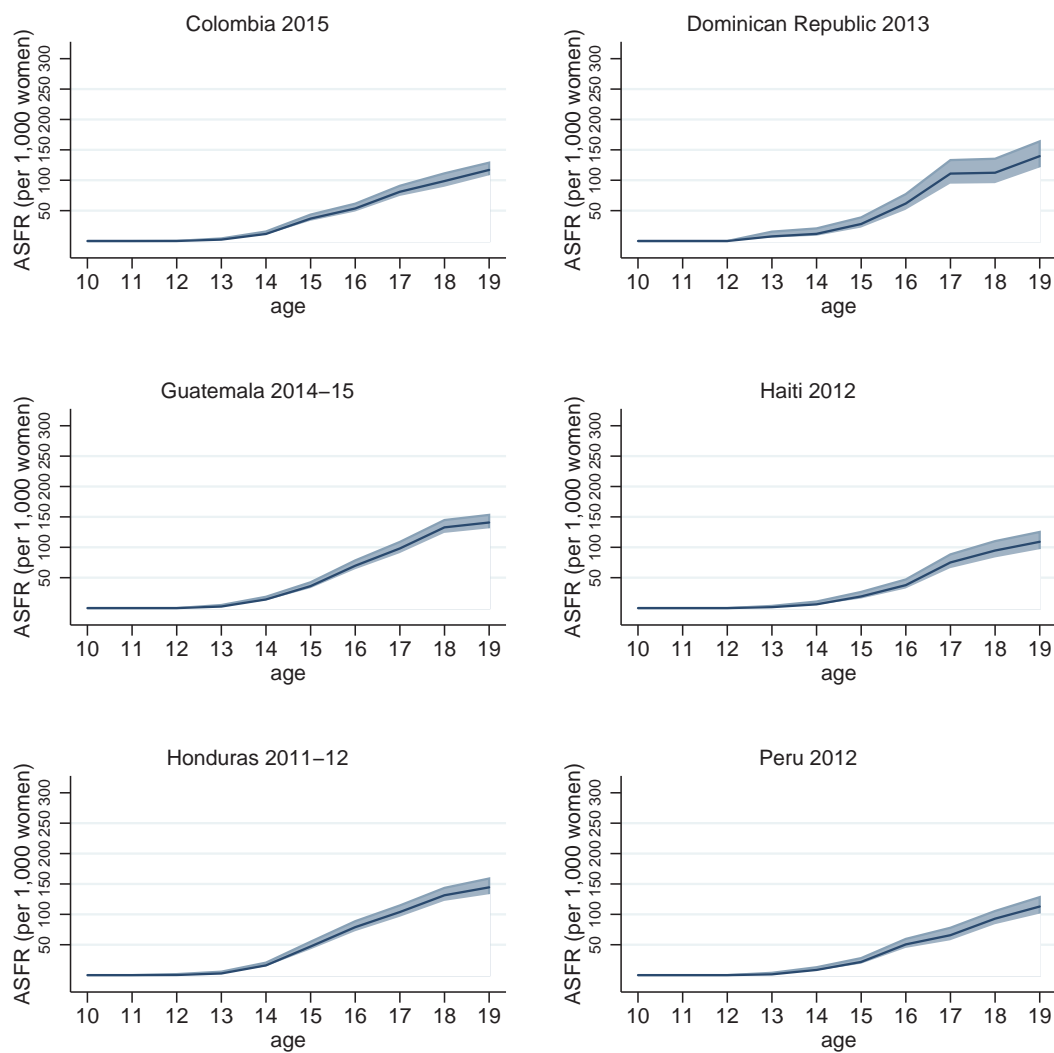 Colombia 2015
ASFR (per 1,000 women)
50 100 150 200 250 300
10 11 12 13 14 15 16 17 18 19
age
Dominican Republic 2013
ASFR (per 1,000 women)
50 100 150 200 250 300
10 11 12 13 14 15 16 17 18 19
age
Guatemala 2014–15
ASFR (per 1,000 women)
50 100 150 200 250 300
10 11 12 13 14 15 16 17 18 19
age
Haiti 2012
ASFR (per 1,000 women)
50 100 150 200 250 300
10 11 12 13 14 15 16 17 18 19
age
Honduras 2011–12
ASFR (per 1,000 women)
50 100 150 200 250 300
10 11 12 13 14 15 16 17 18 19
age
Peru 2012
ASFR (per 1,000 women)
50 100 150 200 250 300
10 11 12 13 14 15 16 17 18 19
age